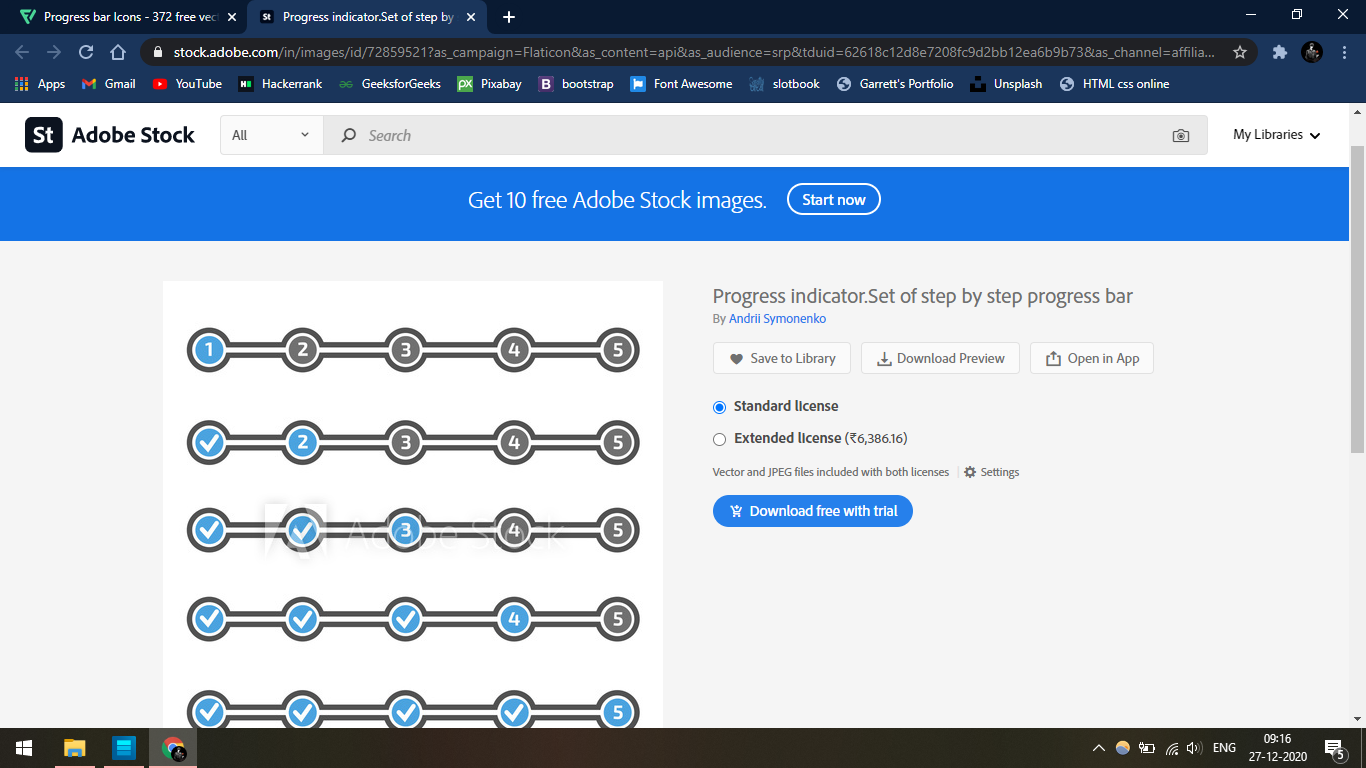 Progress bar Icons - 372 free vec
St Progress indicator.Set of step by
stock.adobe.com/in/images/id/72859521?as_campaign=Flaticon&as_content=api&as_audience=srp&tduid=62618c12d8e7208fc9d2bb12ea6b9b73&as_channel=affilia...
Apps Gmail YouTube Hackerrank GeeksforGeeks Pixabay bootstrap Font Awesome slotbook Garrett's Portfolio Unsplash HTML css online
St Adobe Stock All Search My Libraries
Get 10 free Adobe Stock images. Start now
Progress indicator.Set of step by step progress bar
By Andrii Symonenko
Save to Library Download Preview Open in App
Standard license
Extended license (₹6,386.16)
Vector and JPEG files included with both licenses Settings
Download free with trial
1 2 3 4 5
2 3 4 5
3 4 5
Adobe Stock
4 5
5
ENG
09:16
27-12-2020
5